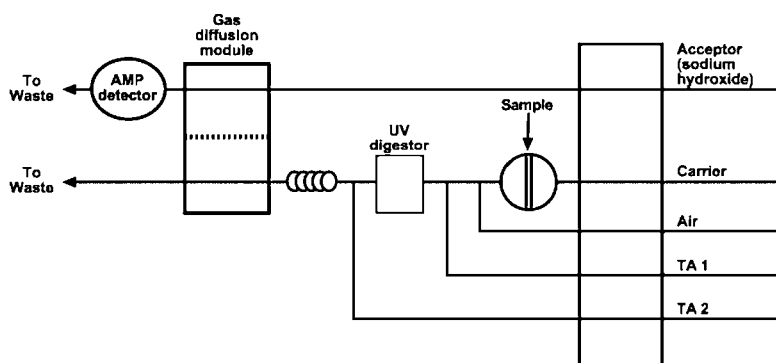 Gas
diffusion
module
Acceptor
(sodium
hydroxide)
To
Waste
AMP
detector
Sample
UV
digestor
To
Waste
Carrior
Air
TA 1
TA 2